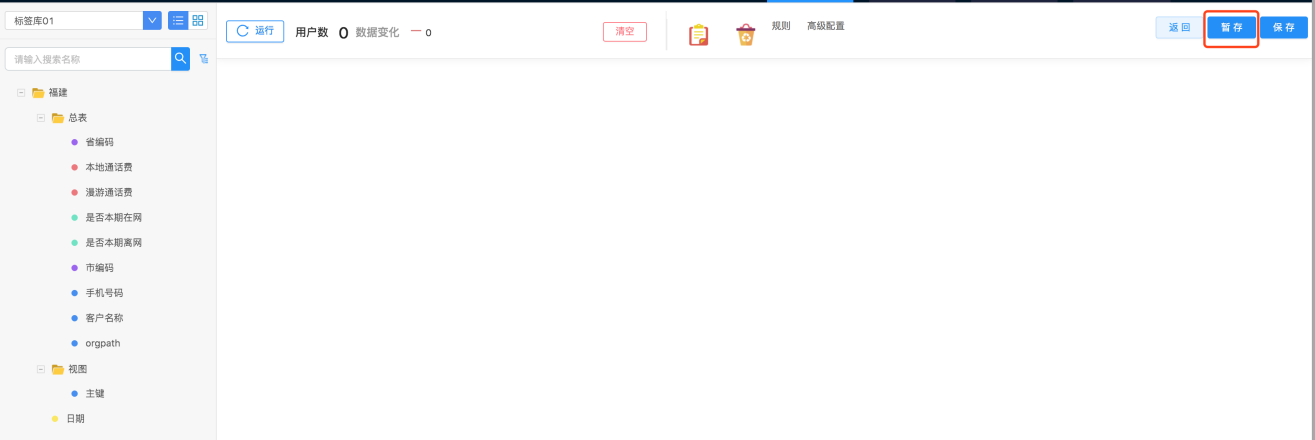 标签库01
运行 用户数 0 数据变化 — 0 清空 规则 高级配置 返回 暂存 保存
请输入搜索名称
福建
总表
省编码
本地通话费
漫游通话费
是否本期在网
是否本期离网
市编码
手机号码
客户名称
orgpath
视图
主键
日期